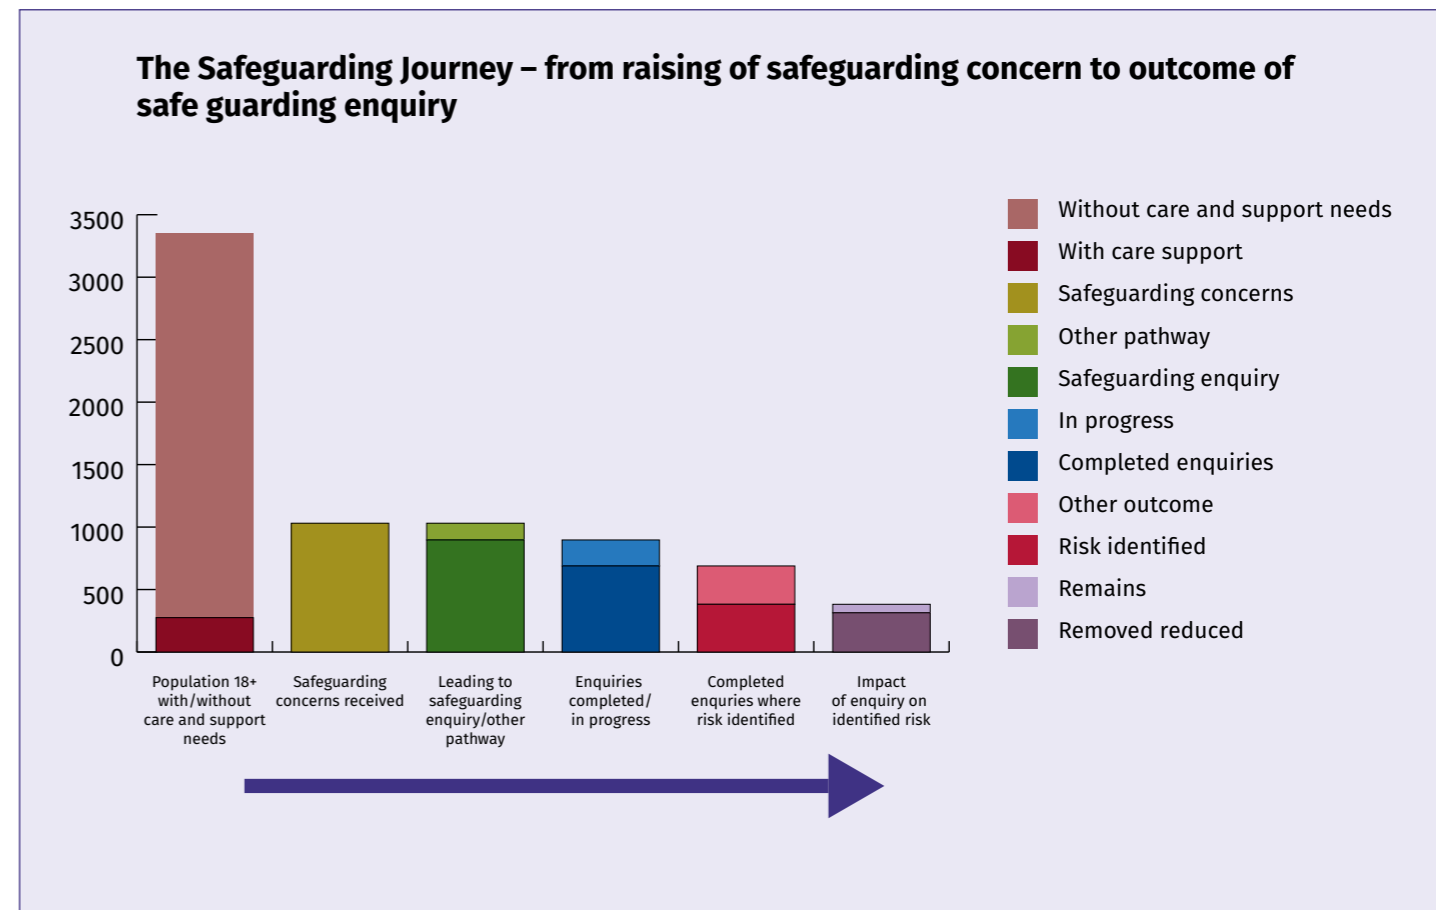 The Safeguarding Journey – from raising of safeguarding concern to outcome of
safe guarding enquiry
3500
3000
2500
2000
1500
1000
500
0
Population 18+
with/without
care and support
needs
Safeguarding
concerns received
Leading to
safeguarding
enquiry/other
pathway
Enquiries
completed/
in progress
Completed
enquries where
risk identified
Impact
of enquiry on
identified risk
Without care and support needs
With care support
Safeguarding concerns
Other pathway
Safeguarding enquiry
In progress
Completed enquiries
Other outcome
Risk identified
Remains
Removed reduced